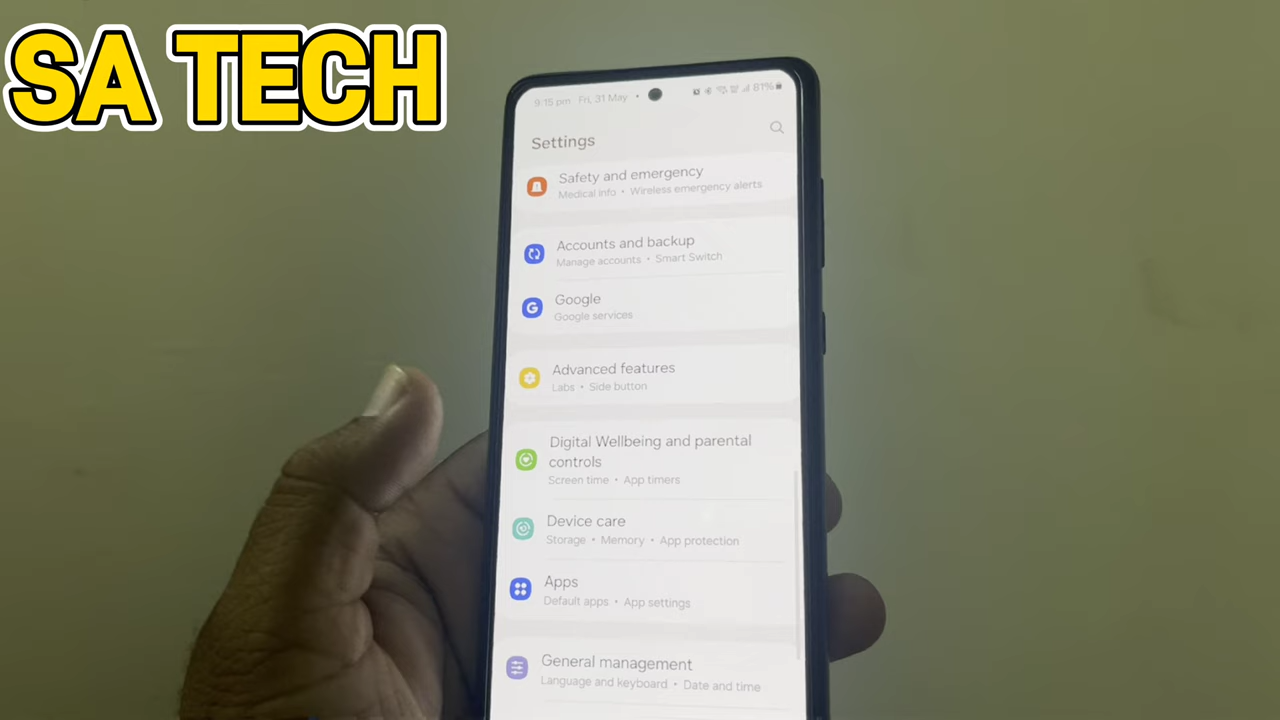 SA TECH
9:15 pm Fri, 31 May •
81%
Settings
Safety and emergency
Medical info • Wireless emergency alerts
Accounts and backup
Manage accounts • Smart Switch
Google
Google services
Advanced features
Labs • Side button
Digital Wellbeing and parental
controls
Screen time • App timers
Device care
Storage • Memory • App protection
Apps
Default apps • App settings
General management
Language and keyboard • Date and time